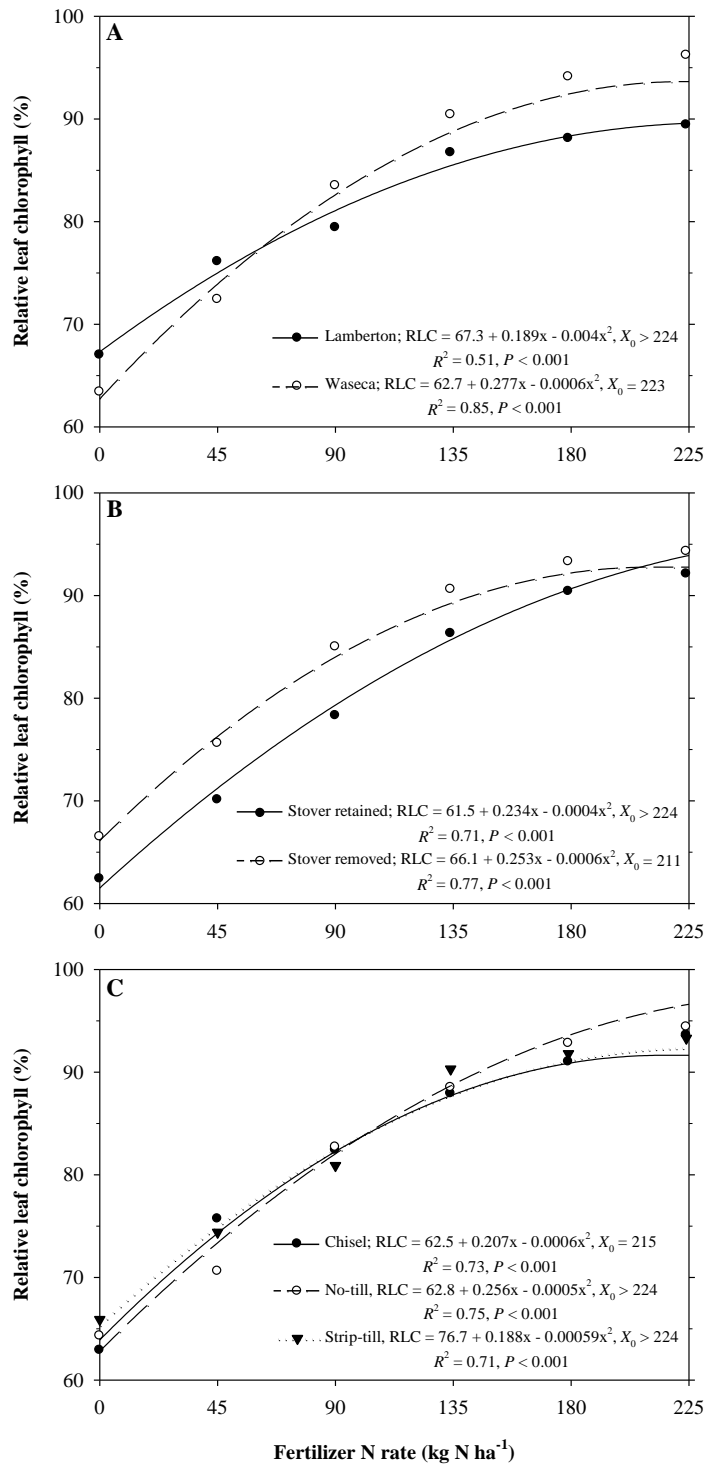 A
Relative leaf chlorophyll (%)
100
90
80
70
60
Lamberton; RLC = 67.3 + 0.189x - 0.004x², X₀ > 224
R² = 0.51, P < 0.001
Waseca; RLC = 62.7 + 0.277x - 0.0006x², X₀ = 223
R² = 0.85, P < 0.001
0 45 90 135 180 225
B
Relative leaf chlorophyll (%)
100
90
80
70
60
Stover retained; RLC = 61.5 + 0.234x - 0.0004x², X₀ > 224
R² = 0.71, P < 0.001
Stover removed; RLC = 66.1 + 0.253x - 0.0006x², X₀ = 211
R² = 0.77, P < 0.001
0 45 90 135 180 225
C
Relative leaf chlorophyll (%)
100
90
80
70
60
Chisel; RLC = 62.5 + 0.207x - 0.0006x², X₀ = 215
R² = 0.73, P < 0.001
No-till, RLC = 62.8 + 0.256x - 0.0005x², X₀ > 224
R² = 0.75, P < 0.001
Strip-till, RLC = 76.7 + 0.188x - 0.00059x², X₀ > 224
R² = 0.71, P < 0.001
0 45 90 135 180 225
Fertilizer N rate (kg N ha⁻¹)